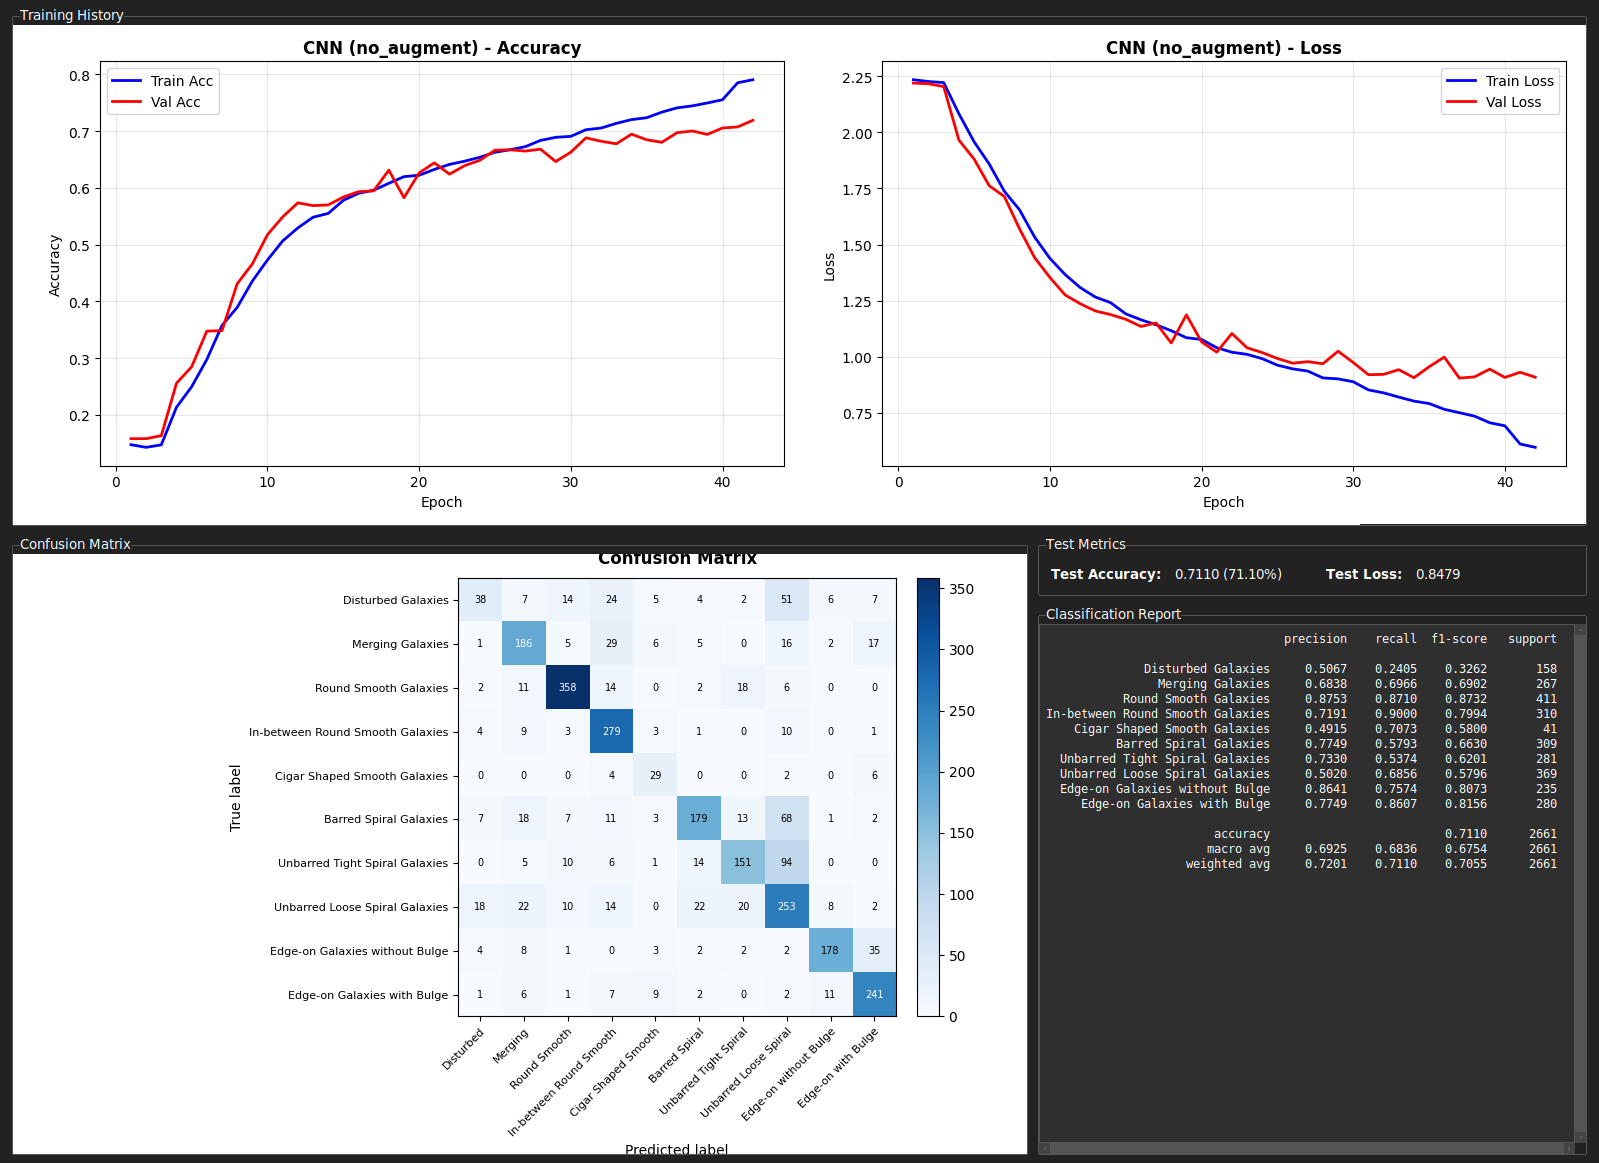 Training History
CNN (no_augment) - Accuracy
Train Acc
Val Acc
0.8
0.7
0.6
0.5
0.4
0.3
0.2
Accuracy
0 10 20 30 40
Epoch
CNN (no_augment) - Loss
Train Loss
Val Loss
2.25
2.00
1.75
1.50
1.25
1.00
0.75
Loss
0 10 20 30 40
Epoch
Confusion Matrix
Confusion Matrix
True label
Disturbed Galaxies 38 7 14 24 5 4 2 51 6 7
Merging Galaxies 1 186 5 29 6 5 0 16 2 17
Round Smooth Galaxies 2 11 358 14 0 2 18 6 0 0
In-between Round Smooth Galaxies 4 9 3 279 3 1 0 10 0 1
Cigar Shaped Smooth Galaxies 0 0 0 4 29 0 0 2 0 6
Barred Spiral Galaxies 7 18 7 11 3 179 13 68 1 2
Unbarred Tight Spiral Galaxies 0 5 10 6 1 14 151 94 0 0
Unbarred Loose Spiral Galaxies 18 22 10 14 0 22 20 253 8 2
Edge-on Galaxies without Bulge 4 8 1 0 3 2 2 2 178 35
Edge-on Galaxies with Bulge 1 6 1 7 9 2 0 2 11 241
Disturbed
Merging
Round Smooth
In-between Round Smooth
Cigar Shaped Smooth
Barred Spiral
Unbarred Tight Spiral
Unbarred Loose Spiral
Edge-on without Bulge
Edge-on with Bulge
Predicted label
350
300
250
200
150
100
50
0
Test Metrics
Test Accuracy: 0.7110 (71.10%) Test Loss: 0.8479
Classification Report
precision recall f1-score support
Disturbed Galaxies 0.5067 0.2405 0.3262 158
Merging Galaxies 0.6838 0.6966 0.6902 267
Round Smooth Galaxies 0.8753 0.8710 0.8732 411
In-between Round Smooth Galaxies 0.7191 0.9000 0.7994 310
Cigar Shaped Smooth Galaxies 0.4915 0.7073 0.5800 41
Barred Spiral Galaxies 0.7749 0.5793 0.6630 309
Unbarred Tight Spiral Galaxies 0.7330 0.5374 0.6201 281
Unbarred Loose Spiral Galaxies 0.5020 0.6856 0.5796 369
Edge-on Galaxies without Bulge 0.8641 0.7574 0.8073 235
Edge-on Galaxies with Bulge 0.7749 0.8607 0.8156 280
accuracy 0.7110 2661
macro avg 0.6925 0.6836 0.6754 2661
weighted avg 0.7201 0.7110 0.7055 2661